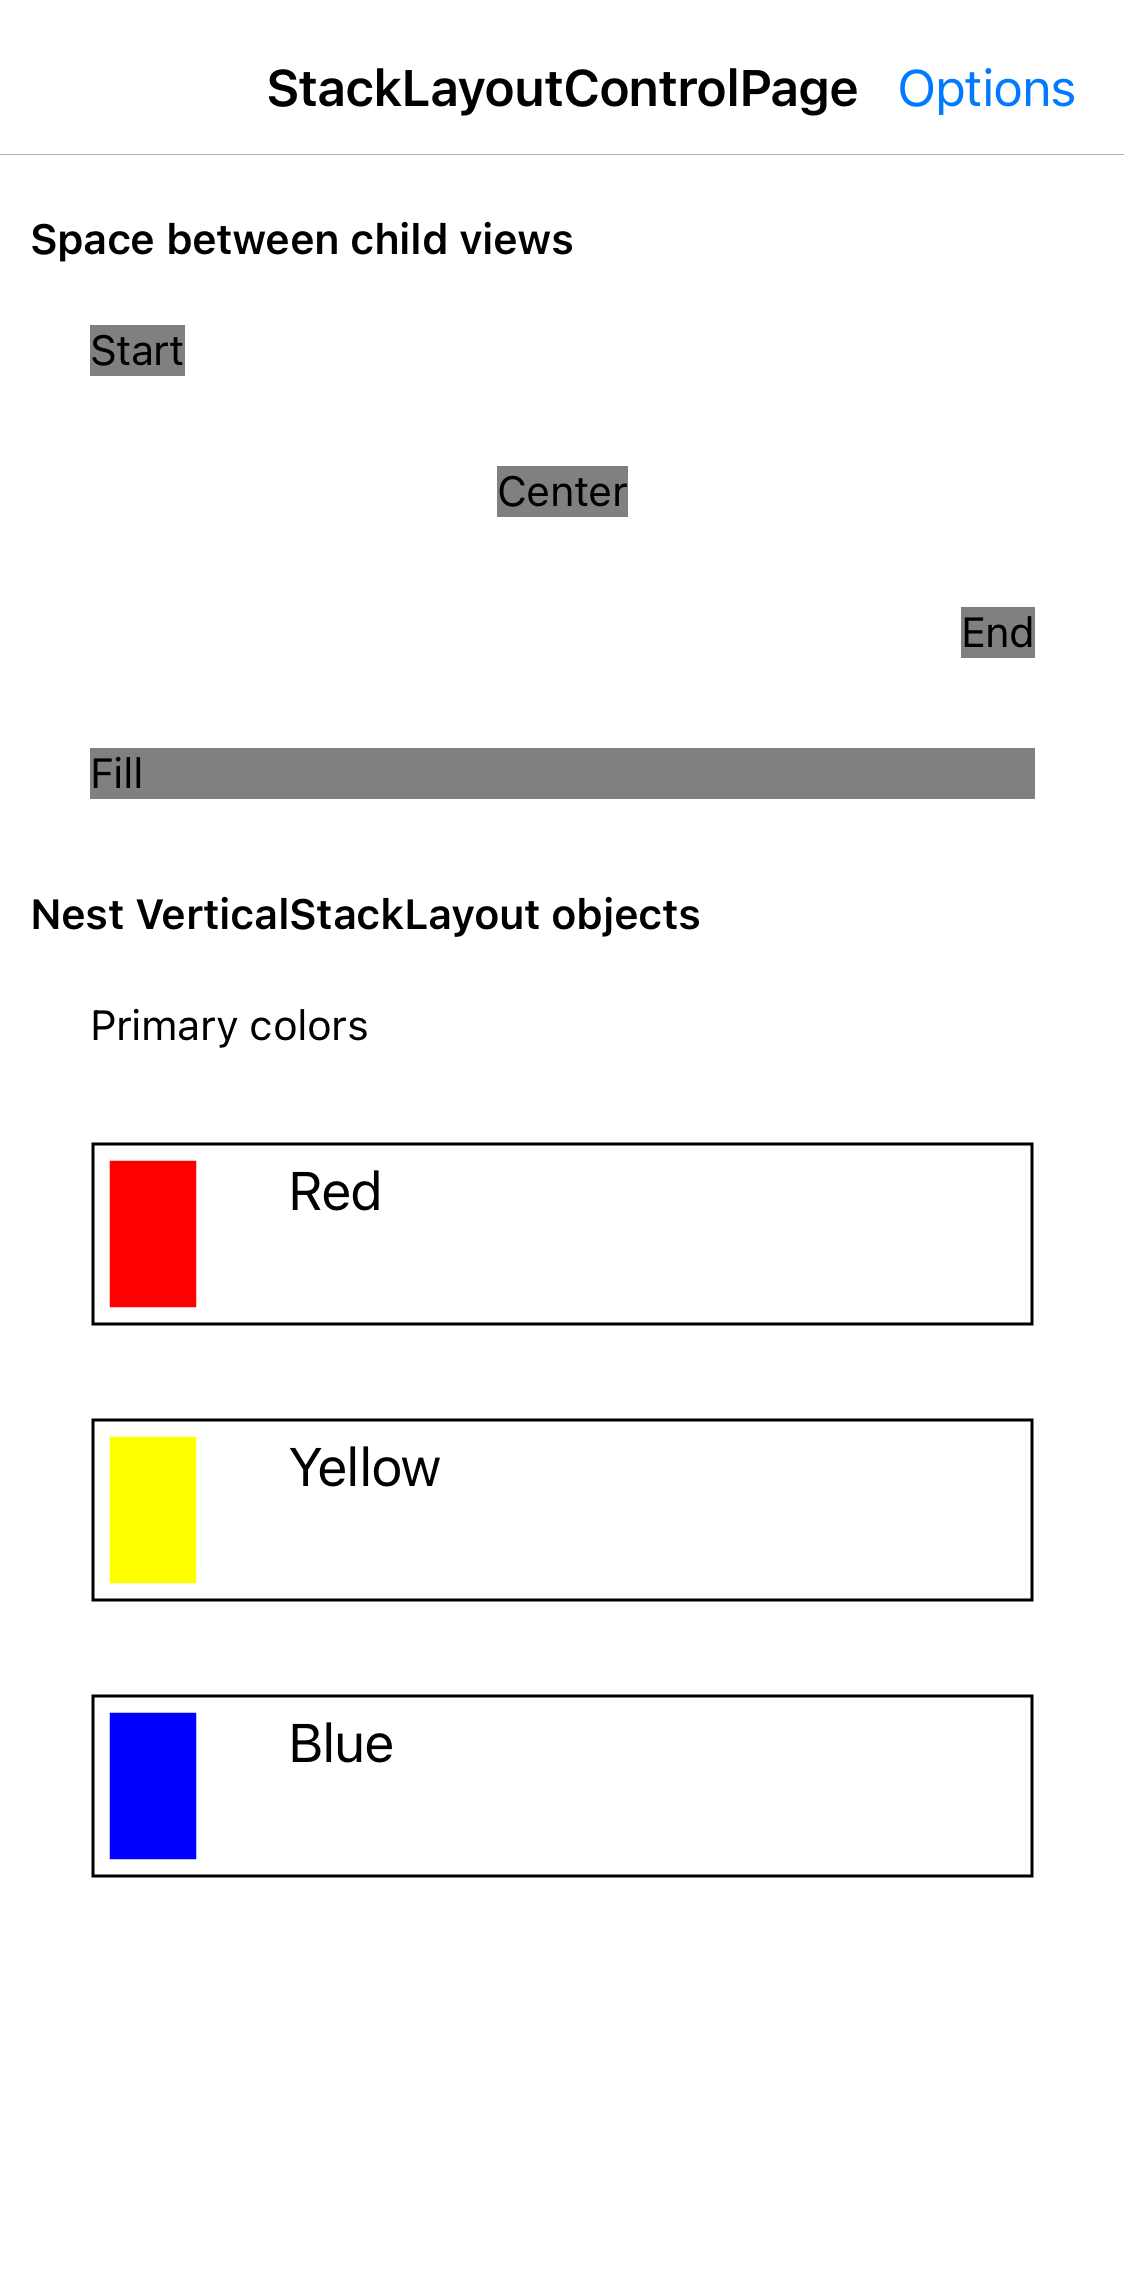 StackLayoutControlPage Options
Space between child views
Start
Center
End
Fill
Nest VerticalStackLayout objects
Primary colors
Red
Yellow
Blue